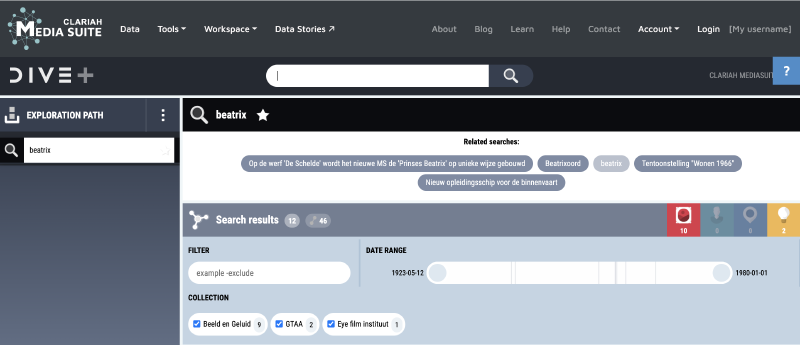 CLARIAH
MEDIA SUITE
Data Tools Workspace Data Stories About Blog Learn Help Contact Account Login [My username]
DIVE+
CLARIAH MEDIASUIT
?
EXPLORATION PATH
beatrix
beatrix
Related searches:
Op de werf 'De Schelde' wordt het nieuwe MS de 'Prinses Beatrix' op unieke wijze gebouwd Beatrixoord beatrix Tentoonstelling "Wonen 1966"
Nieuw opleidingsschip voor de binnenvaart
Search results 12 46
10 0 0 2
FILTER
example -exclude
DATE RANGE
1923-05-12 1980-01-01
COLLECTION
Beeld en Geluid 9 GTAA 2 Eye film instituut 1